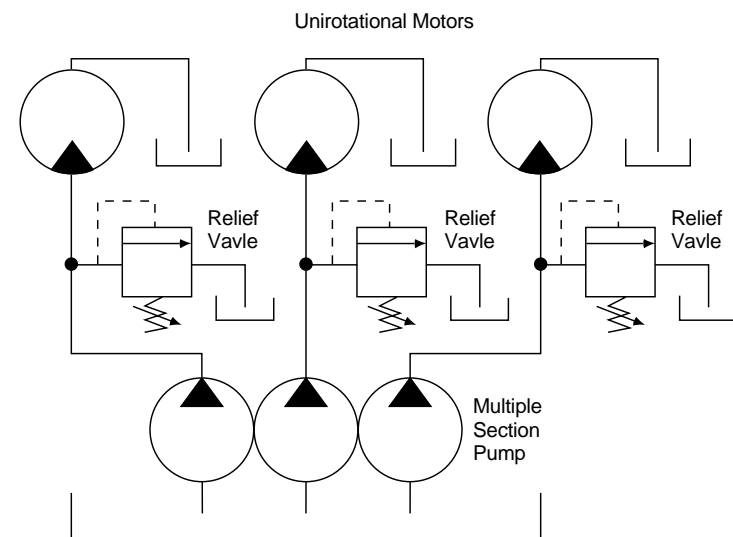 Unirotational Motors
Relief
Vavle
Relief
Vavle
Relief
Vavle
Multiple
Section
Pump